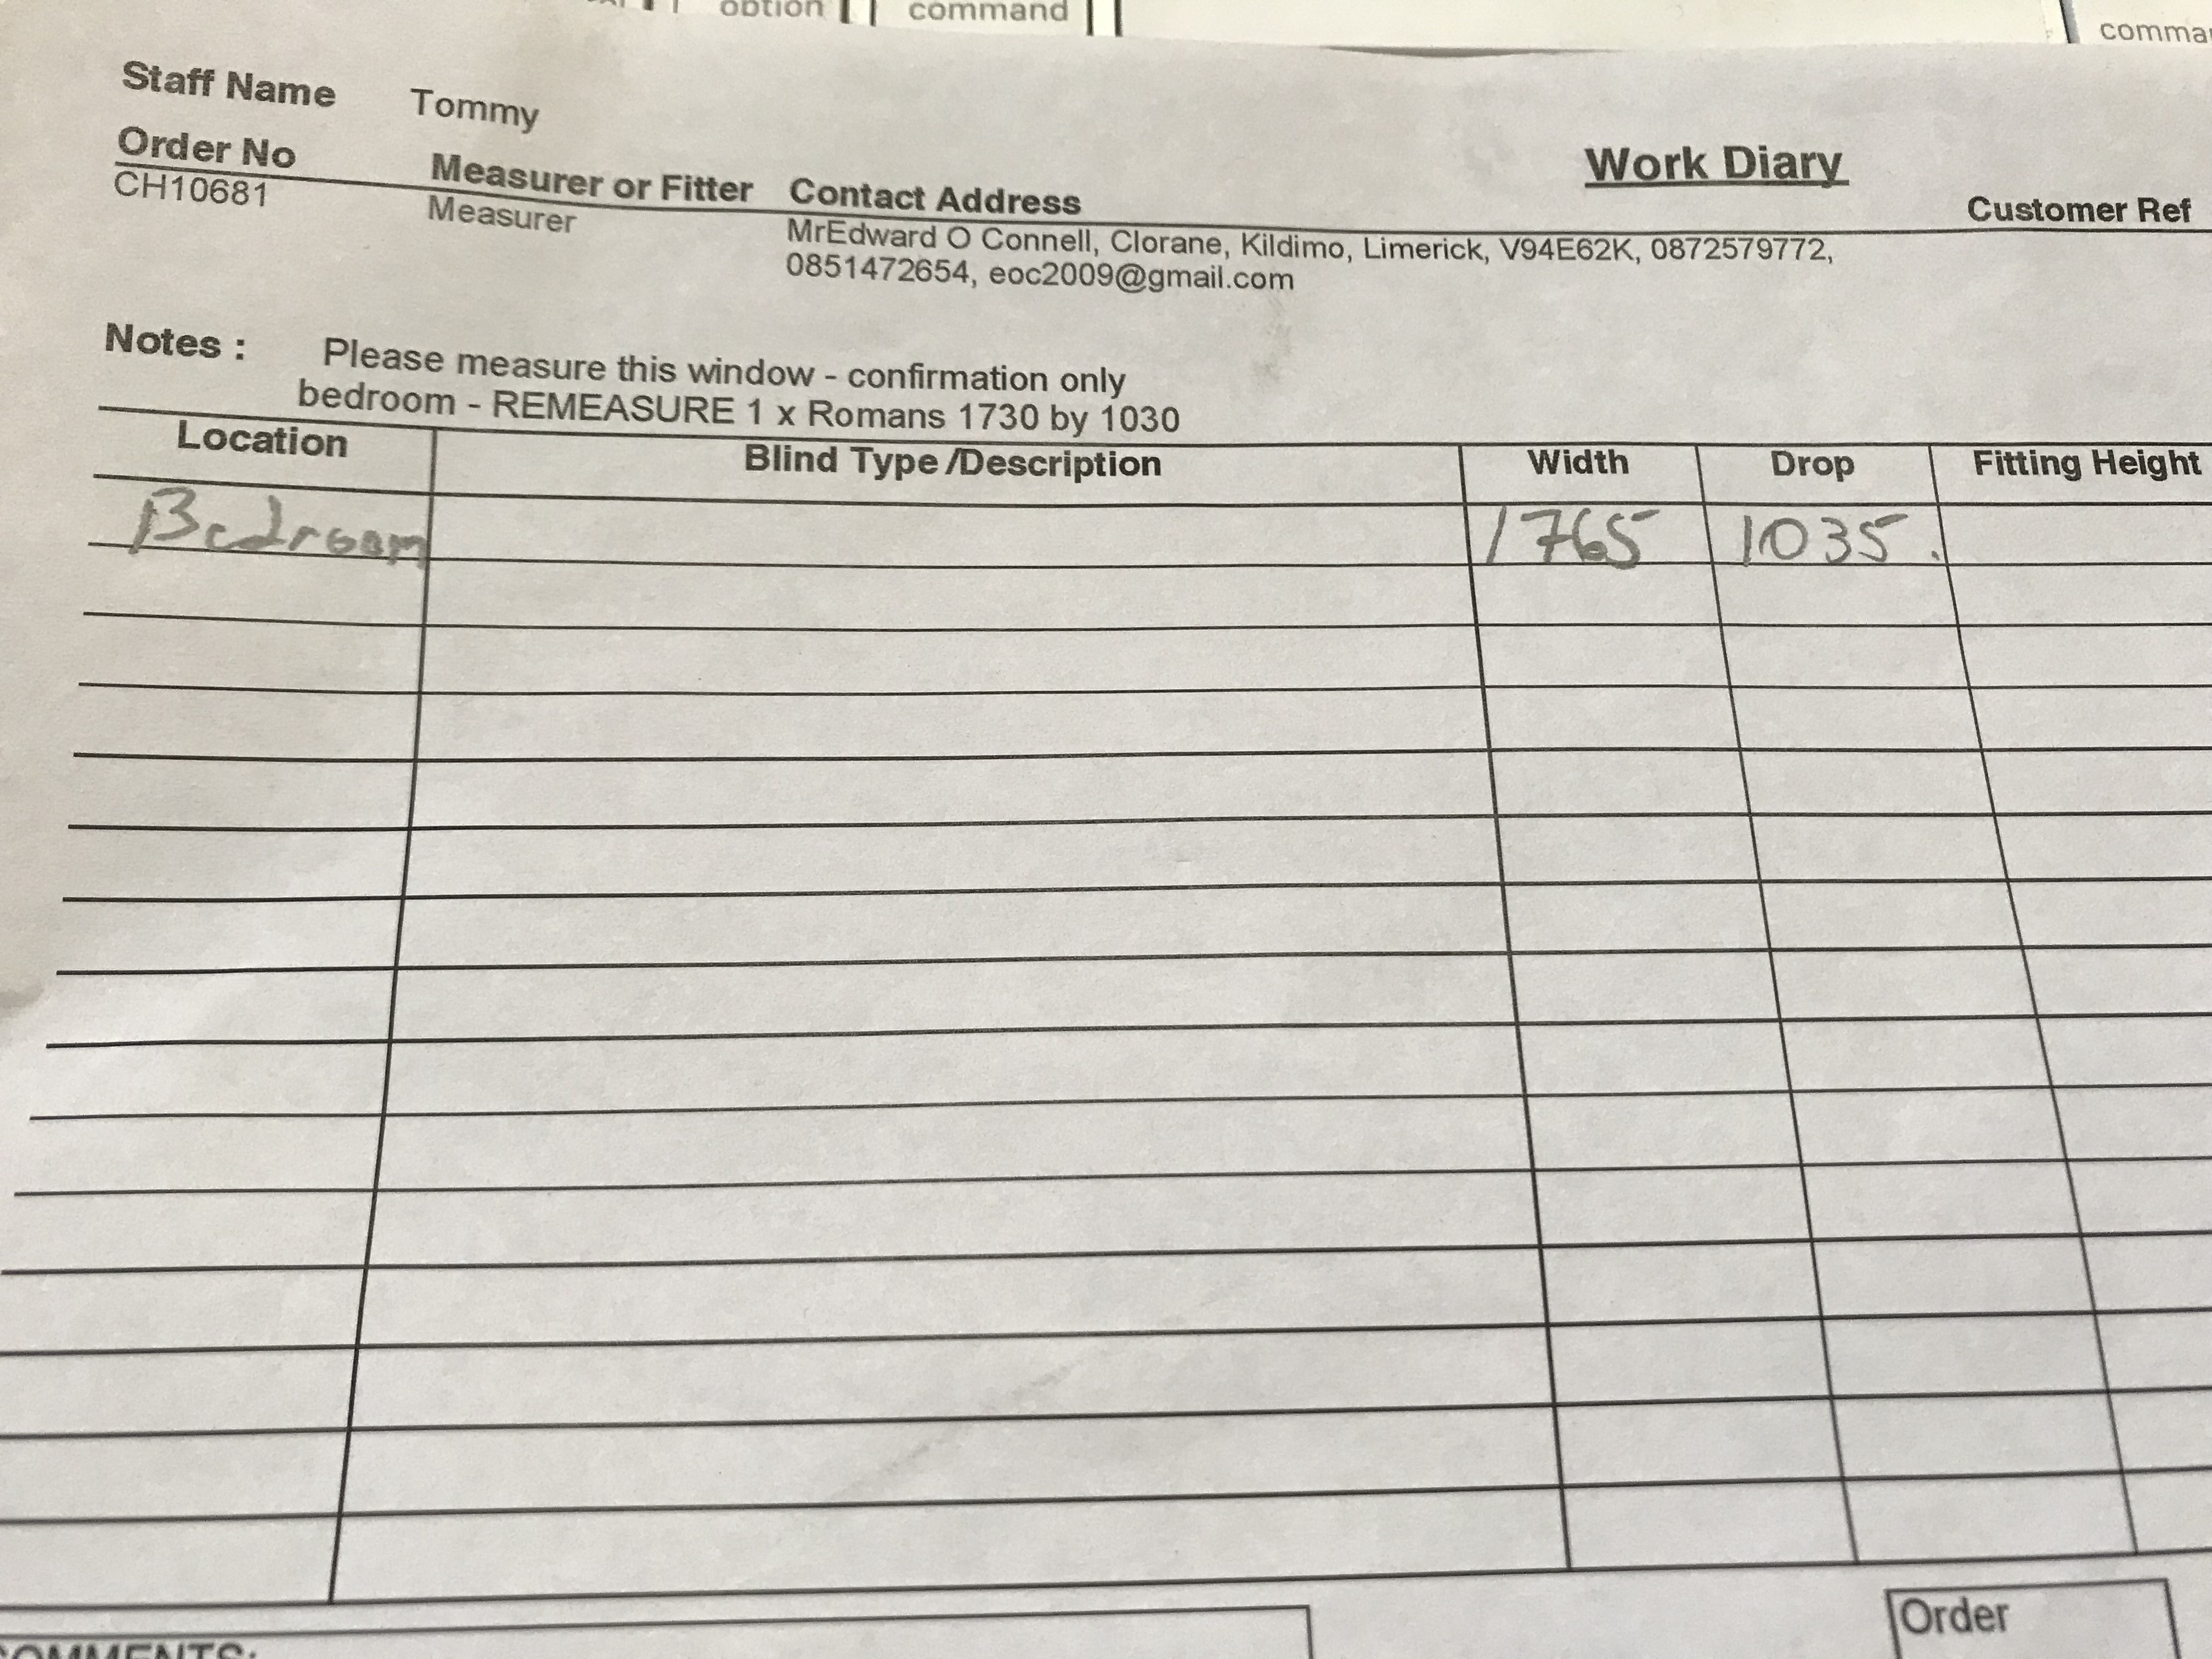 option command comma
Staff Name Tommy
Work Diary
Order No Measurer or Fitter Contact Address Customer Ref
CH10681 Measurer MrEdward O Connell, Clorane, Kildimo, Limerick, V94E62K, 0872579772,
0851472654, eoc2009@gmail.com
Notes : Please measure this window - confirmation only
bedroom - REMEASURE 1 x Romans 1730 by 1030
Location Blind Type /Description Width Drop Fitting Height
Bedroom 1765 1035.
Order
COMMENTS: